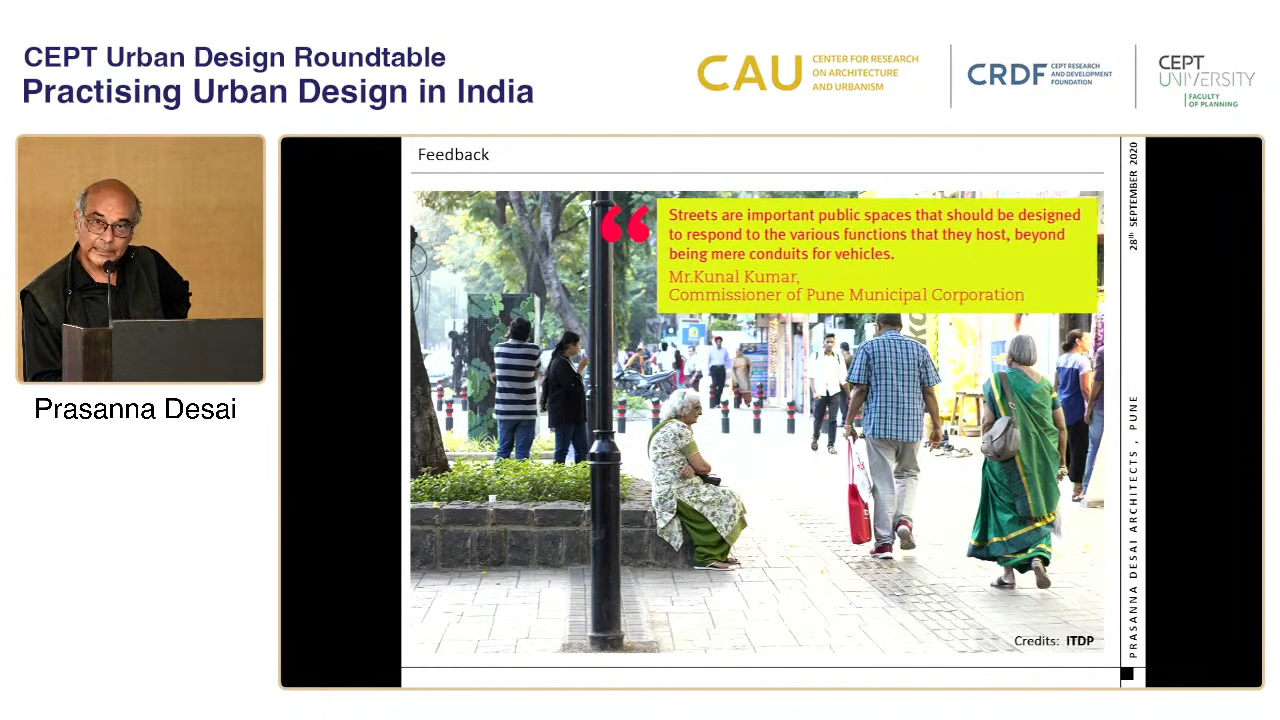 CEPT Urban Design Roundtable
Practising Urban Design in India
CAU
CENTER FOR RESEARCH
ON ARCHITECTURE
AND URBANISM
CRDF
CEPT RESEARCH
AND DEVELOPMENT
FOUNDATION
CEPT
UNIVERSITY
FACULTY
OF PLANNING
Prasanna Desai
Feedback
“
Streets are important public spaces that should be designed
to respond to the various functions that they host, beyond
being mere conduits for vehicles.
Mr.Kunal Kumar,
Commissioner of Pune Municipal Corporation
Credits: ITDP
28th SEPTEMBER 2020
PRASANNA DESAI ARCHITECTS , PUNE